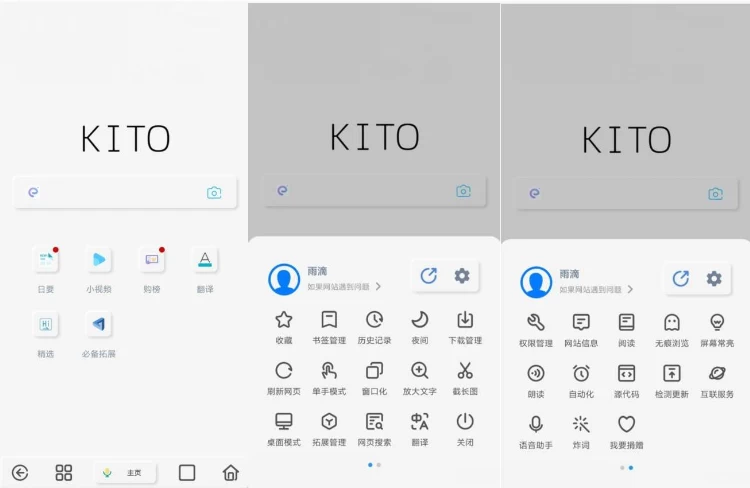 KITO
日要 小视频 购榜 翻译
精选 必备拓展
主页
KITO
雨滴
如果网站遇到问题
收藏 书签管理 历史记录 夜间 下载管理
刷新网页 单手模式 窗口化 放大文字 截长图
桌面模式 拓展管理 网页搜索 翻译 关闭
KITO
雨滴
如果网站遇到问题
权限管理 网站信息 阅读 无痕浏览 屏幕常亮
朗读 自动化 源代码 检测更新 互联服务
语音助手 炸词 我要捐赠